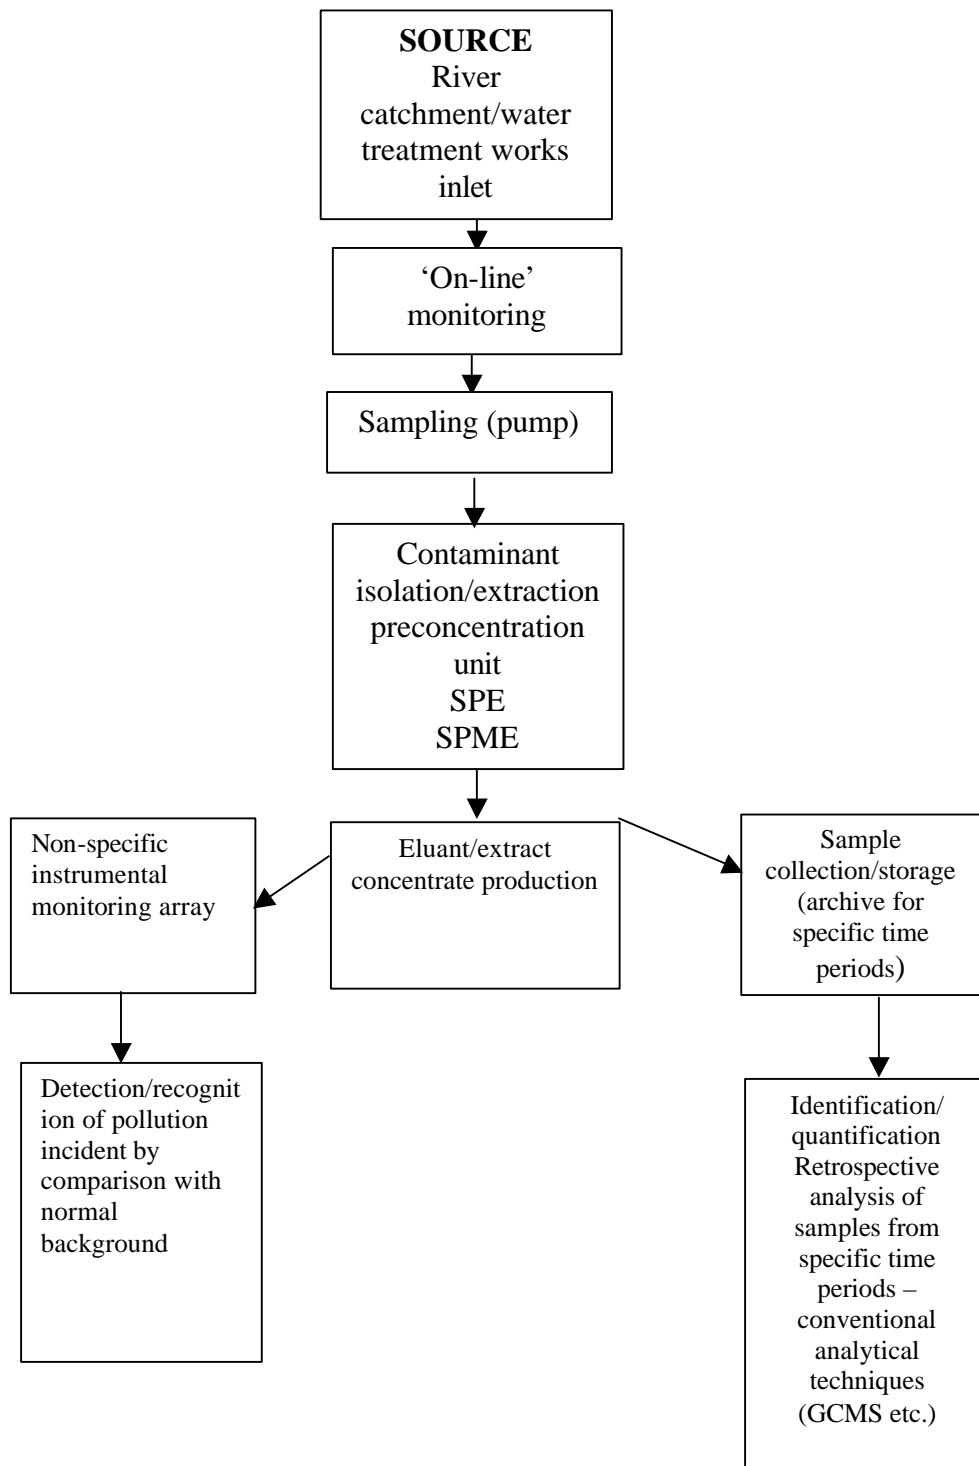 SOURCE
River
catchment/water
treatment works
inlet
‘On-line’
monitoring
Sampling (pump)
Contaminant
isolation/extraction
preconcentration
unit
SPE
SPME
Non-specific
instrumental
monitoring array
Eluant/extract
concentrate production
Sample
collection/storage
(archive for
specific time
periods)
Detection/recognit
ion of pollution
incident by
comparison with
normal
background
Identification/
quantification
Retrospective
analysis of
samples from
specific time
periods –
conventional
analytical
techniques
(GCMS etc.)